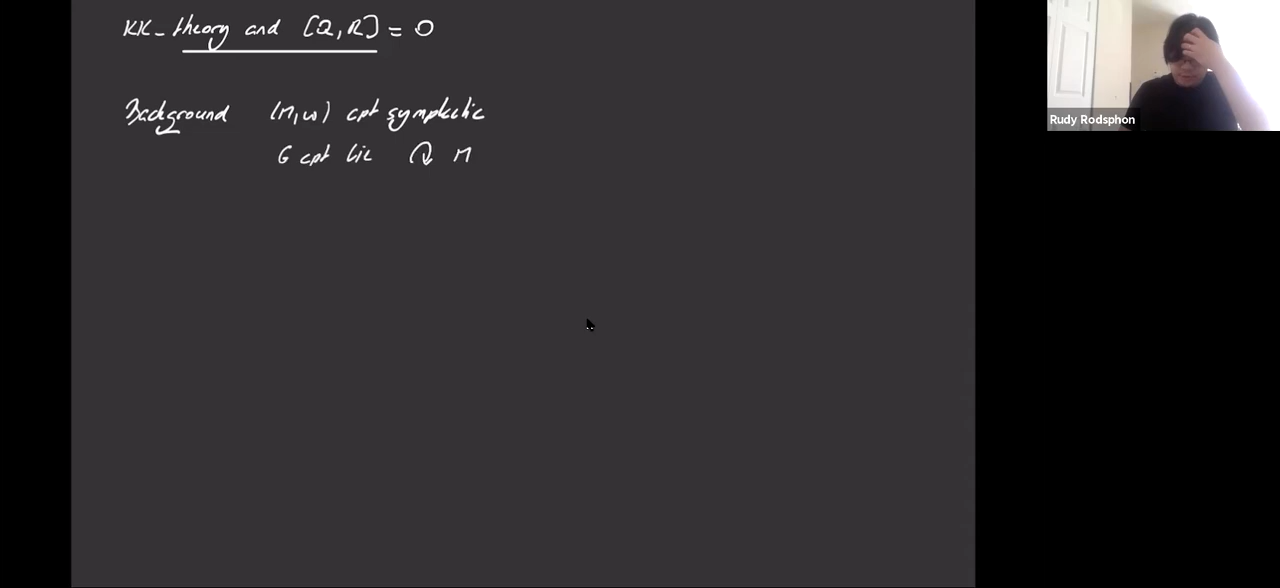 KK-theory and [Q,R] = 0
Background (M,ω) cpt symplectic
G cpt Lie ↷ M
Rudy Rodsphon